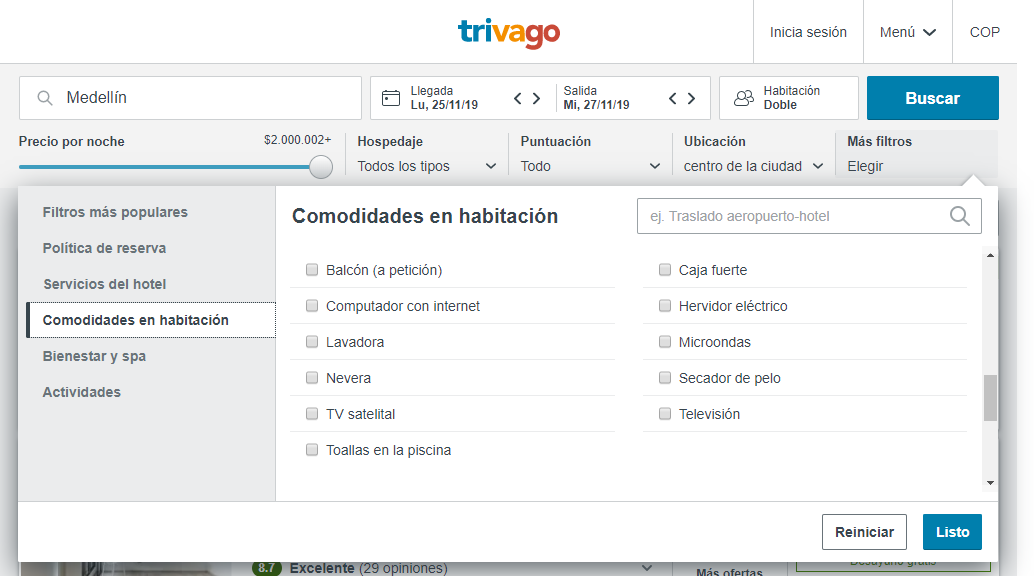 trivago
Inicia sesión
Menú
COP
Medellín
Llegada
Lu, 25/11/19
Salida
Mi, 27/11/19
Habitación
Doble
Buscar
Precio por noche
$2.000.002+
Hospedaje
Todos los tipos
Puntuación
Todo
Ubicación
centro de la ciudad
Más filtros
Elegir
Filtros más populares
Política de reserva
Servicios del hotel
Comodidades en habitación
Bienestar y spa
Actividades
Comodidades en habitación
ej. Traslado aeropuerto-hotel
Balcón (a petición)
Caja fuerte
Computador con internet
Hervidor eléctrico
Lavadora
Microondas
Nevera
Secador de pelo
TV satelital
Televisión
Toallas en la piscina
Reiniciar
Listo
8.7 Excelente (29 opiniones)
Más ofertas
Desayuno gratis